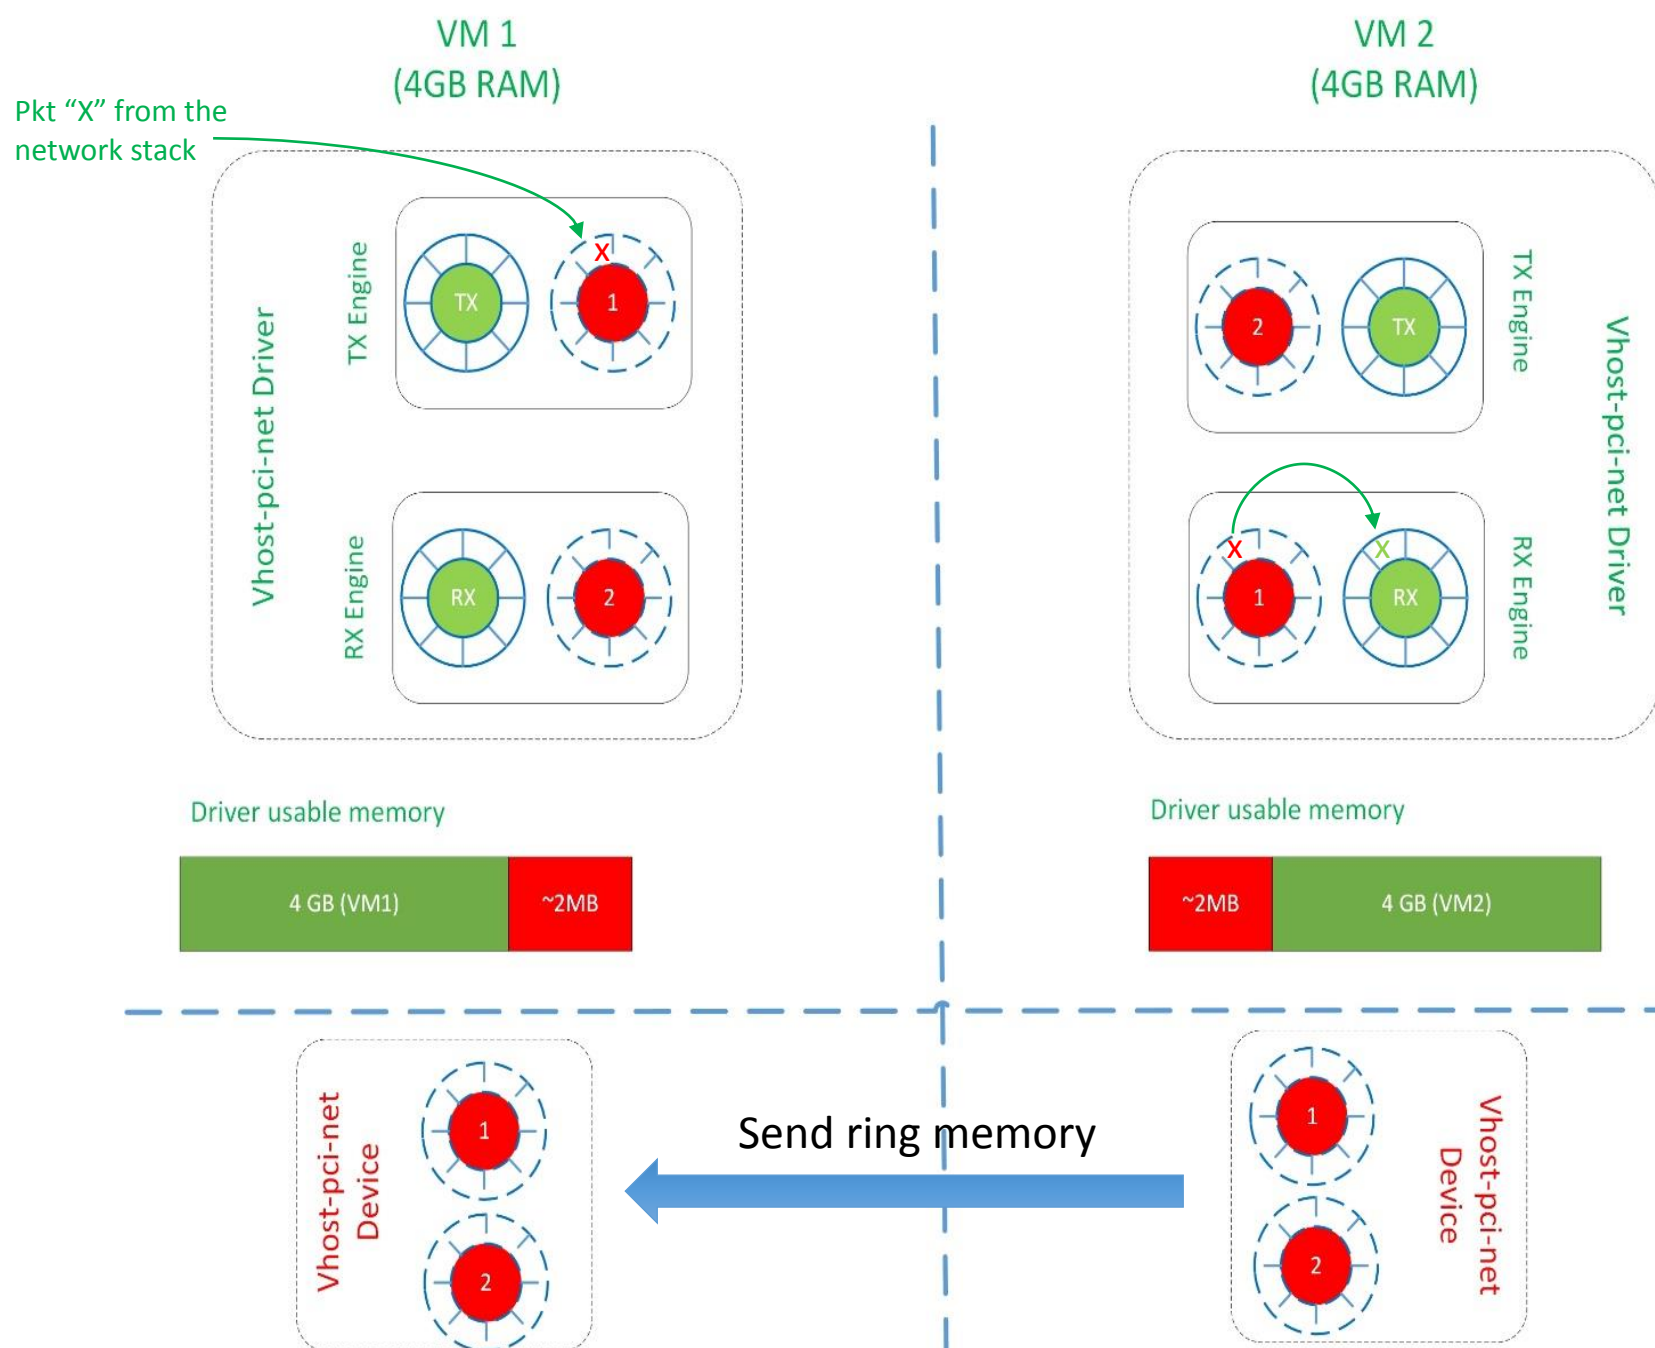 VM 1
(4GB RAM)
VM 2
(4GB RAM)
Pkt “X” from the
network stack
Vhost-pci-net Driver
TX Engine
TX
X
1
RX Engine
RX
2
2
TX
TX Engine
X
1
X
RX
RX Engine
Vhost-pci-net Driver
Driver usable memory
4 GB (VM1)
~2MB
Driver usable memory
~2MB
4 GB (VM2)
Vhost-pci-net
Device
1
2
Send ring memory
1
2
Vhost-pci-net
Device